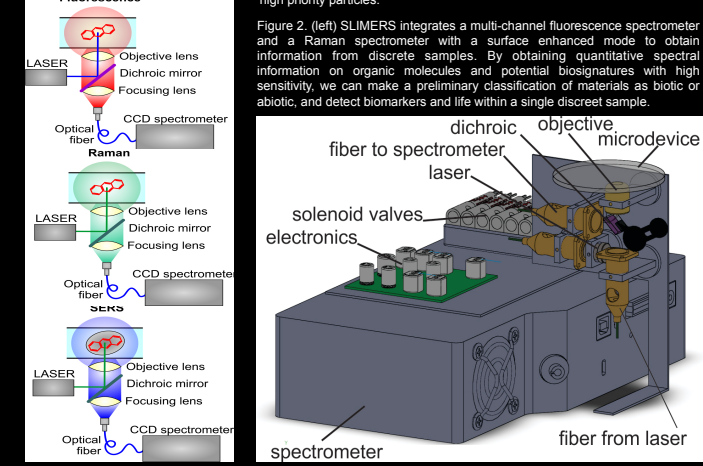 Fluorescence
Objective lens
LASER
Dichroic mirror
Focusing lens
CCD spectrometer
Optical
fiber
Raman
Objective lens
LASER
Dichroic mirror
Focusing lens
CCD spectrometer
Optical
fiber
SERS
Objective lens
LASER
Dichroic mirror
Focusing lens
CCD spectrometer
Optical
fiber
high priority particles.
Figure 2. (left) SLIMERS integrates a multi-channel fluorescence spectrometer
and a Raman spectrometer with a surface enhanced mode to obtain
information from discrete samples. By obtaining quantitative spectral
information on organic molecules and potential biosignatures with high
sensitivity, we can make a preliminary classification of materials as biotic or
abiotic, and detect biomarkers and life within a single discreet sample.
dichroic
objective
microdevice
fiber to spectrometer
laser
solenoid valves
electronics
fiber from laser
spectrometer